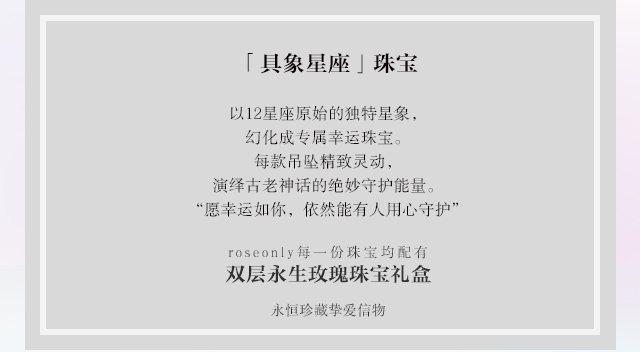 「具象星座」珠宝
以12星座原始的独特星象，
幻化成专属幸运珠宝。
每款吊坠精致灵动，
演绎古老神话的绝妙守护能量。
“愿幸运如你，依然能有人用心守护”
roseonly每一份珠宝均配有
双层永生玫瑰珠宝礼盒
永恒珍藏挚爱信物